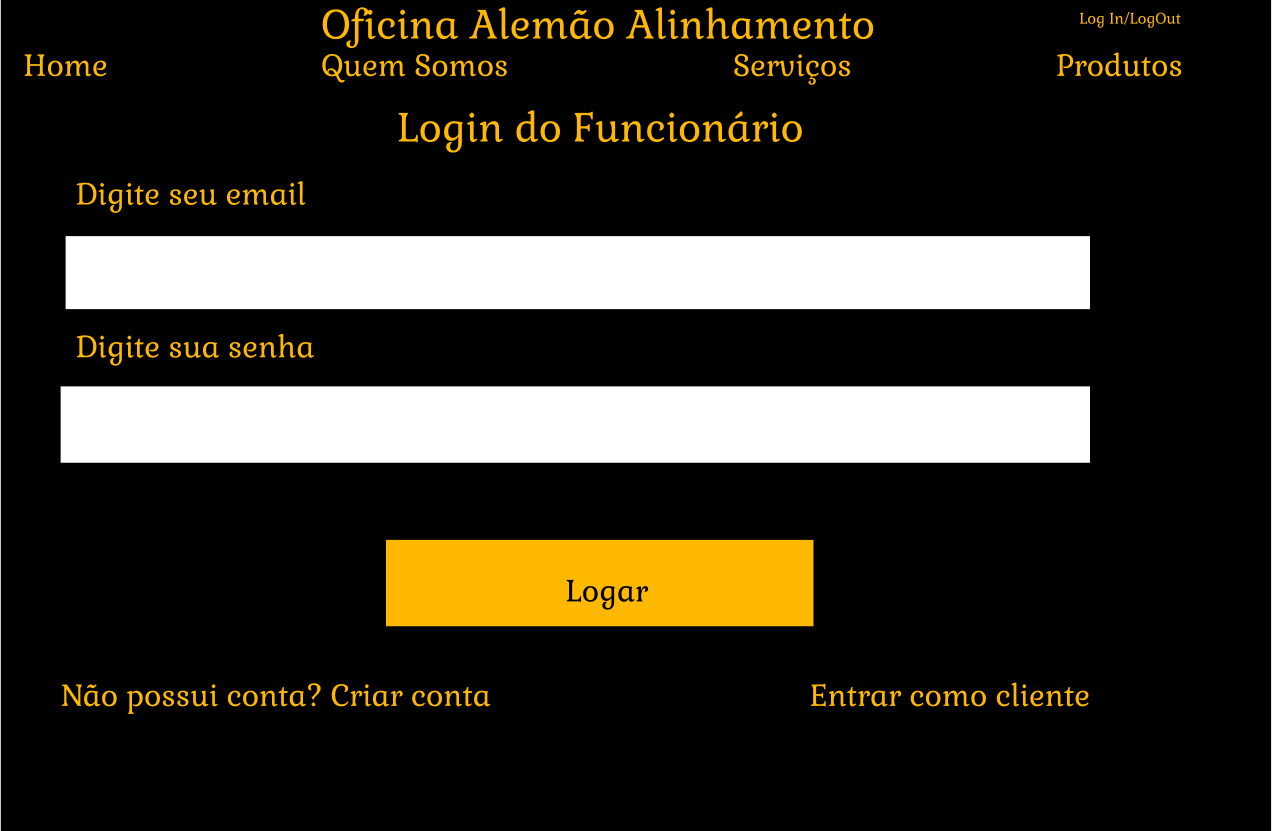 Oficina Alemão Alinhamento
Log In/LogOut
Home
Quem Somos
Serviços
Produtos
Login do Funcionário
Digite seu email
Digite sua senha
Logar
Não possui conta? Criar conta
Entrar como cliente